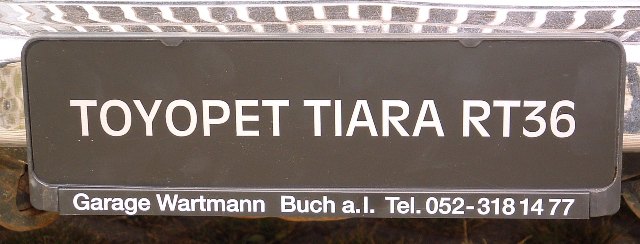 TOYOPET TIARA RT36
Garage Wartmann Buch a.I. Tel. 052-318 14 77